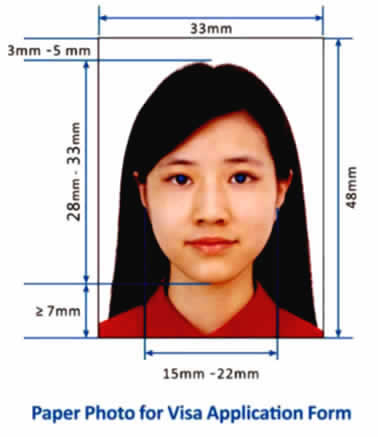 33mm
3mm -5 mm
28mm - 33mm
48mm
≥ 7mm
15mm -22mm
Paper Photo for Visa Application Form